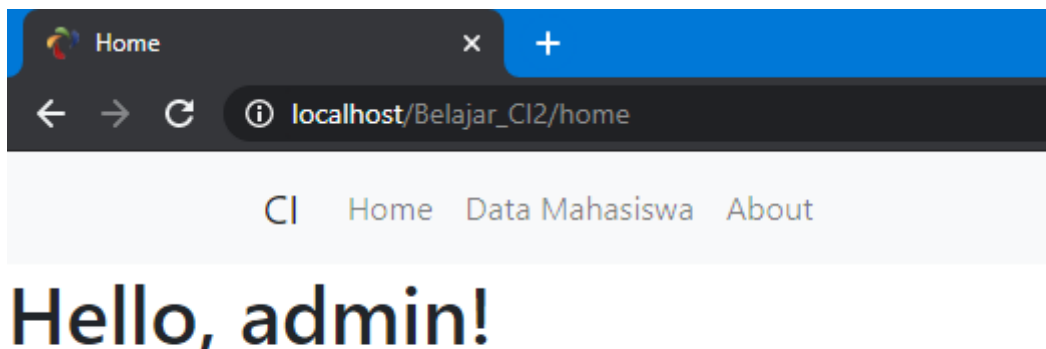 Home
localhost/Belajar_CI2/home
CI Home Data Mahasiswa About
Hello, admin!